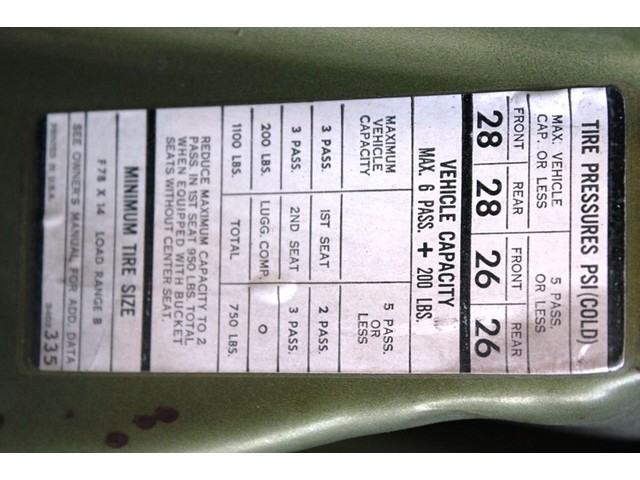 TIRE PRESSURES PSI (COLD)
MAX. VEHICLE CAP. OR LESS 5 PASS. OR LESS
FRONT REAR FRONT REAR
28 28 26 26
VEHICLE CAPACITY
MAX. 6 PASS. + 200 LBS.
MAXIMUM VEHICLE CAPACITY 5 PASS. OR LESS
3 PASS. 1ST SEAT 2 PASS.
3 PASS. 2ND SEAT 3 PASS.
200 LBS. LUGG. COMP. O
1100 LBS. TOTAL 750 LBS.
REDUCE MAXIMUM CAPACITY TO 2
PASS. IN 1ST SEAT 950 LBS. TOTAL
WHEN EQUIPPED WITH BUCKET
SEATS WITHOUT CENTER SEAT.
MINIMUM TIRE SIZE
F78 X 14 LOAD RANGE B
SEE OWNER'S MANUAL FOR ADD. DATA
PRINTED IN U.S.A. 335